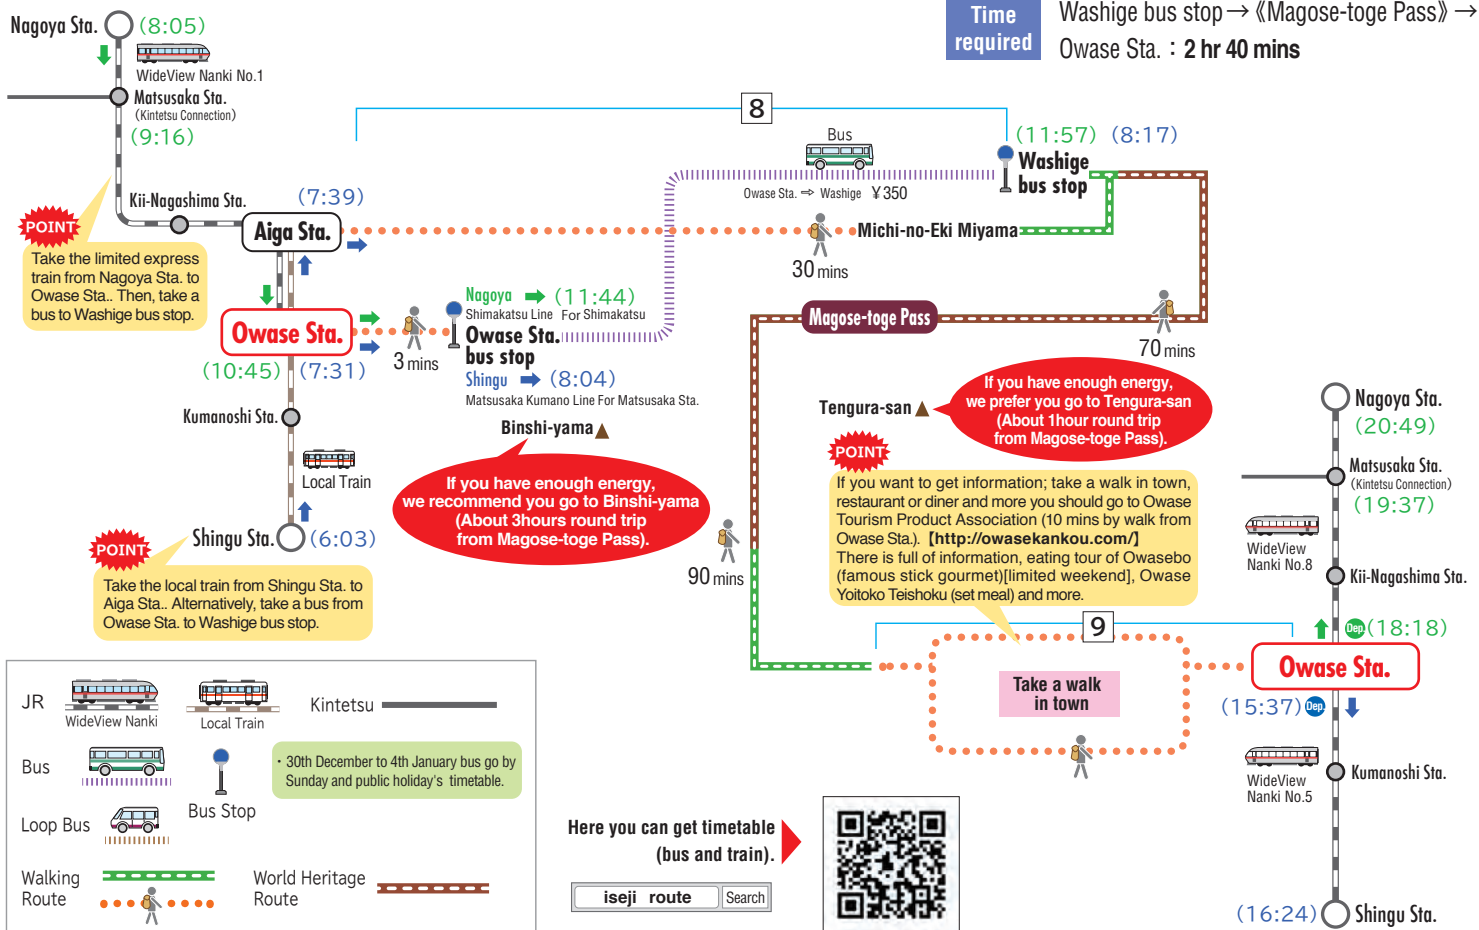 Time
required
Washige bus stop→《Magose-toge Pass》→
Owase Sta.：2 hr 40 mins
Nagoya Sta.
(8:05)
WideView Nanki No.1
Matsusaka Sta.
(Kintetsu Connection)
(9:16)
8
Bus
(11:57) (8:17)
Washige
bus stop
Owase Sta. ⇒ Washige ¥350
Kii-Nagashima Sta.
(7:39)
Aiga Sta.
POINT
Take the limited express
train from Nagoya Sta. to
Owase Sta.. Then, take a
bus to Washige bus stop.
Michi-no-Eki Miyama
30 mins
Nagoya ➡ (11:44)
Shimakatsu Line For Shimakatsu
Owase Sta.
bus stop
Shingu ➡ (8:04)
Matsusaka Kumano Line For Matsusaka Sta.
Owase Sta.
3 mins
(10:45) (7:31)
Magose-toge Pass
70 mins
Kumanoshi Sta.
Local Train
Shingu Sta.
(6:03)
POINT
Take the local train from Shingu Sta. to
Aiga Sta.. Alternatively, take a bus from
Owase Sta. to Washige bus stop.
Binshi-yama▲
If you have enough energy,
we recommend you go to Binshi-yama
(About 3hours round trip
from Magose-toge Pass).
Tengura-san ▲
If you have enough energy,
we prefer you go to Tengura-san
(About 1hour round trip
from Magose-toge Pass).
POINT
If you want to get information; take a walk in town,
restaurant or diner and more you should go to Owase
Tourism Product Association (10 mins by walk from
Owase Sta.).【http://owasekankou.com/】
There is full of information, eating tour of Owasebo
(famous stick gourmet)[limited weekend], Owase
Yoitoko Teishoku (set meal) and more.
90 mins
9
Take a walk
in town
Nagoya Sta.
(20:49)
Matsusaka Sta.
(Kintetsu Connection)
(19:37)
WideView
Nanki No.8
Kii-Nagashima Sta.
Dep. (18:18)
Owase Sta.
(15:37) Dep.
WideView
Nanki No.5
Kumanoshi Sta.
(16:24)
Shingu Sta.
JR
WideView Nanki
Local Train
Kintetsu
Bus
Bus Stop
・30th December to 4th January bus go by
Sunday and public holiday's timetable.
Loop Bus
Walking
Route
World Heritage
Route
Here you can get timetable
(bus and train).
iseji route
Search